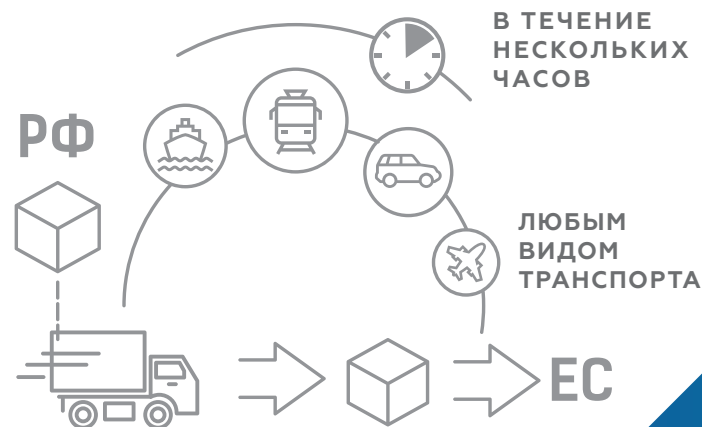 В ТЕЧЕНИЕ
НЕСКОЛЬКИХ
ЧАСОВ
РФ
ЛЮБЫМ
ВИДОМ
ТРАНСПОРТА
ЕС